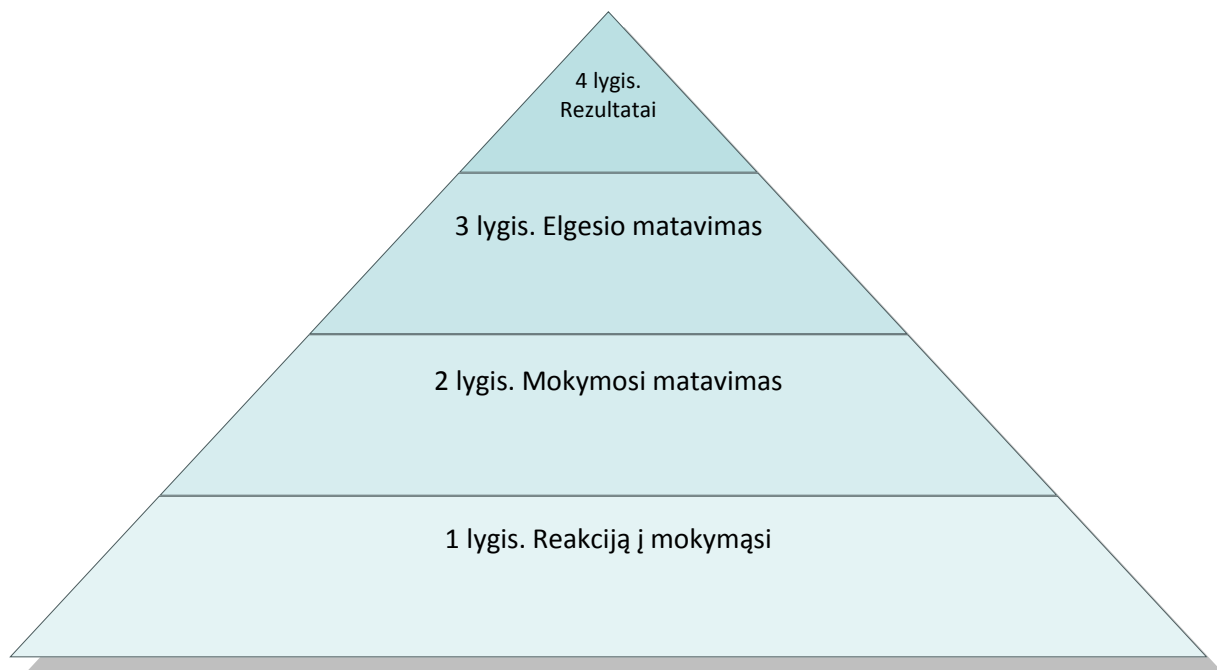 4 lygis.
Rezultatai
3 lygis. Elgesio matavimas
2 lygis. Mokymosi matavimas
1 lygis. Reakciją į mokymąsi